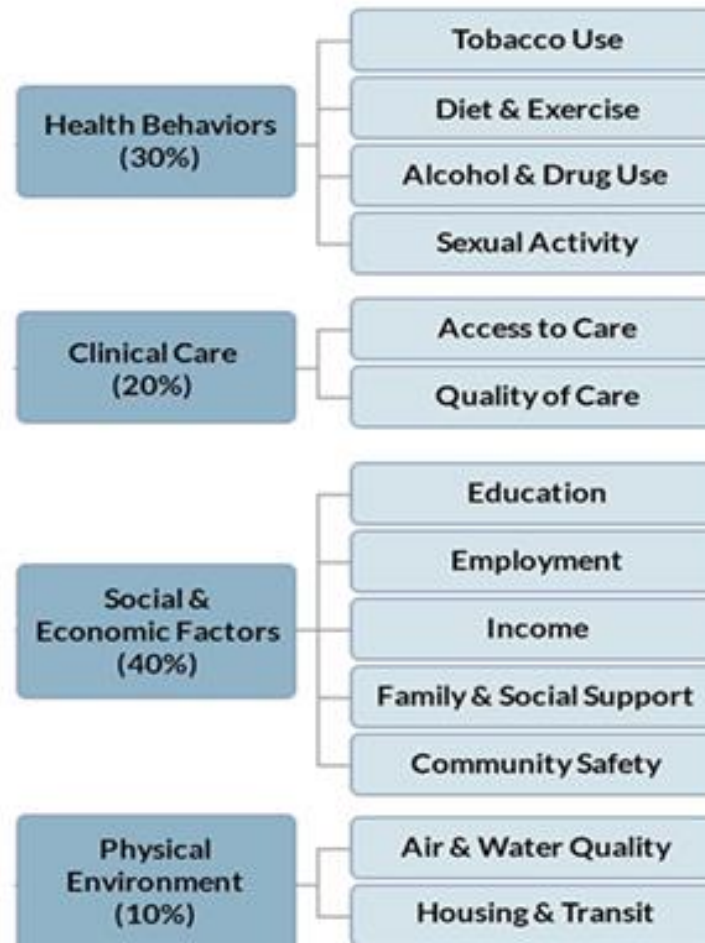 Health Behaviors
(30%)
Tobacco Use
Diet & Exercise
Alcohol & Drug Use
Sexual Activity
Clinical Care
(20%)
Access to Care
Quality of Care
Social &
Economic Factors
(40%)
Education
Employment
Income
Family & Social Support
Community Safety
Physical
Environment
(10%)
Air & Water Quality
Housing & Transit